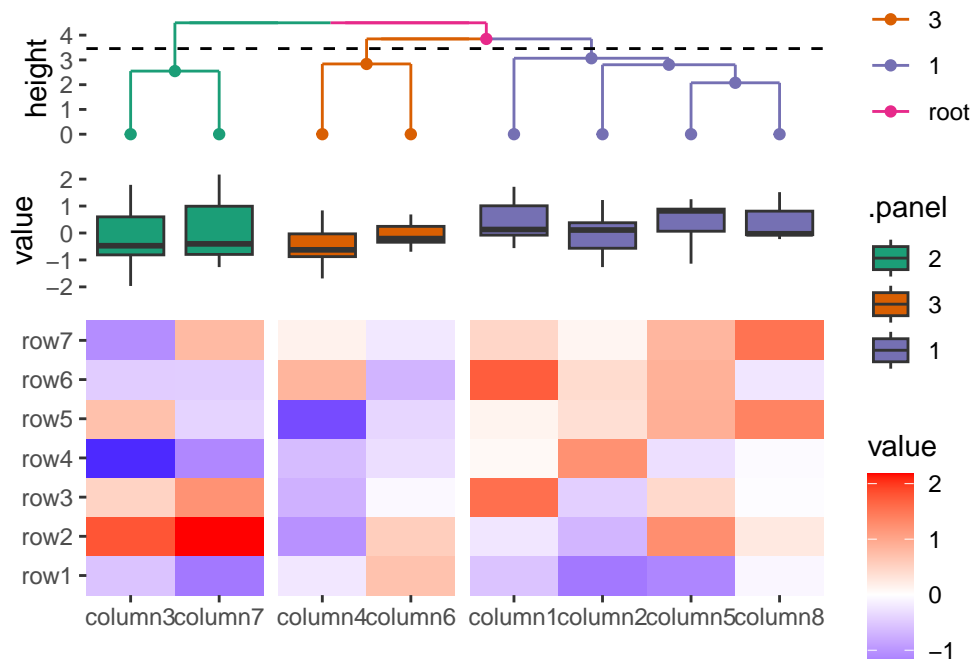 height
4
3
2
1
0
3
1
root
value
2
1
0
−1
−2
.panel
2
3
1
row7
row6
row5
row4
row3
row2
row1
column3 column7 column4 column6 column1 column2 column5 column8
value
2
1
0
−1